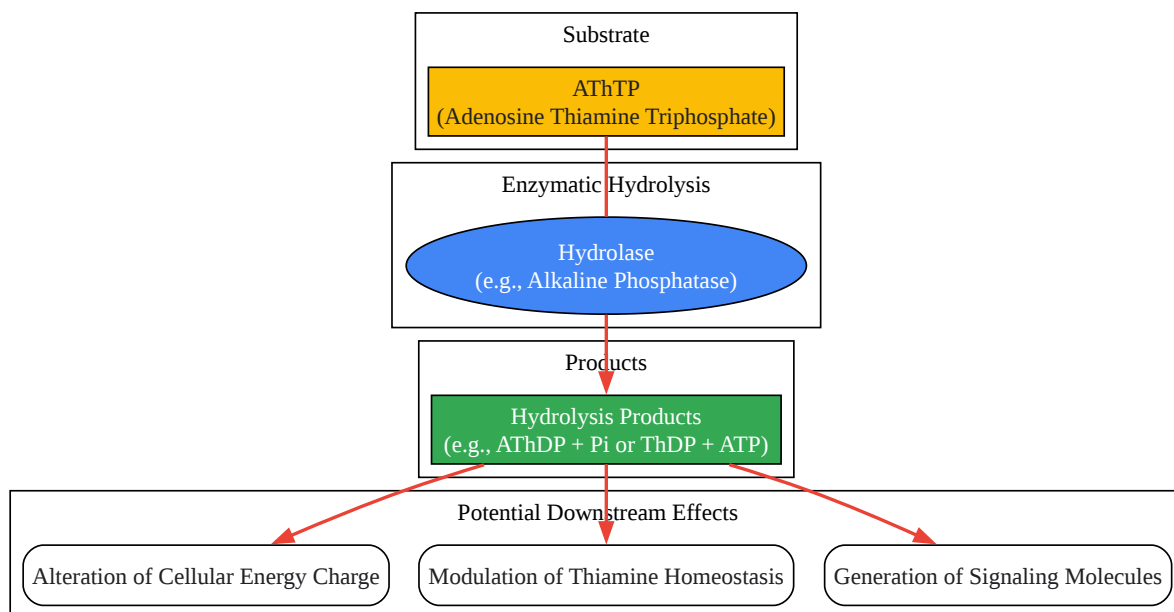 Substrate
AThTP
(Adenosine Thiamine Triphosphate)
Enzymatic Hydrolysis
Hydrolase
(e.g., Alkaline Phosphatase)
Products
Hydrolysis Products
(e.g., AThDP + Pi or ThDP + ATP)
Potential Downstream Effects
Alteration of Cellular Energy Charge
Modulation of Thiamine Homeostasis
Generation of Signaling Molecules